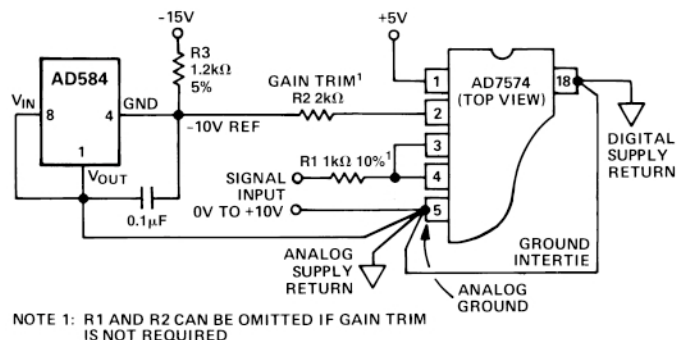 -15V
+5V
R3
1.2kΩ
5%
AD584
V_IN
8
4
GND
1
V_OUT
0.1μF
-10V REF
GAIN TRIM¹
R2 2kΩ
R1 1kΩ 10%¹
SIGNAL
INPUT
0V TO +10V
1
2
3
4
5
AD7574
(TOP VIEW)
18
DIGITAL
SUPPLY
RETURN
ANALOG
SUPPLY
RETURN
GROUND
INTERTIE
ANALOG
GROUND
NOTE 1: R1 AND R2 CAN BE OMITTED IF GAIN TRIM
IS NOT REQUIRED